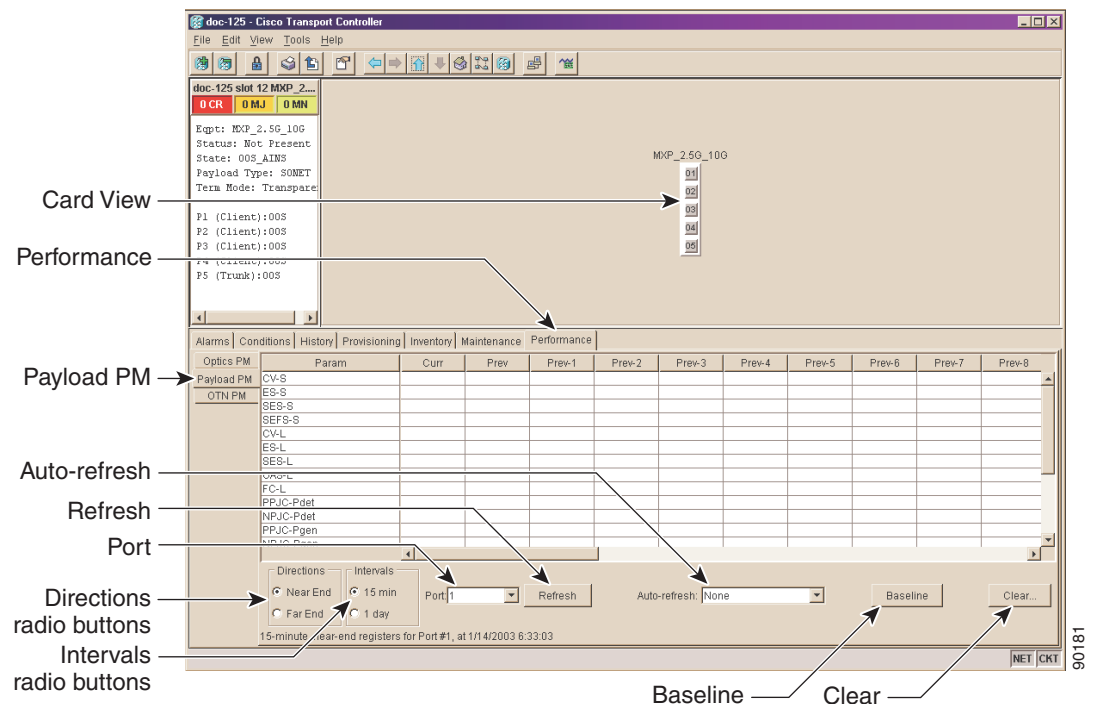 doc-125 - Cisco Transport Controller
File Edit View Tools Help
doc-125 slot 12 MXP_2....
0 CR 0 MJ 0 MN
Eqpt: MXP_2.5G_10G
Status: Not Present
State: OOS_AINS
Payload Type: SONET
Term Mode: Transpare
P1 (Client):OOS
P2 (Client):OOS
P3 (Client):OOS
P4 (Client):OOS
P5 (Trunk):OOS
MXP_2.5G_10G
01
02
03
04
05
Card View
Performance
Alarms Conditions History Provisioning Inventory Maintenance Performance
Optics PM
Payload PM
OTN PM
Param Curr Prev Prev-1 Prev-2 Prev-3 Prev-4 Prev-5 Prev-6 Prev-7 Prev-8
CV-S
ES-S
SES-S
SEFS-S
CV-L
ES-L
SES-L
UAS-L
FC-L
PPJC-Pdet
NPJC-Pdet
PPJC-Pgen
NPJC-Pgen
Payload PM
Auto-refresh
Refresh
Port
Directions
radio buttons
Intervals
radio buttons
Directions
Near End
Far End
Intervals
15 min
1 day
Port: 1
Refresh
Auto-refresh: None
Baseline
Clear...
15-minute near-end registers for Port #1, at 1/14/2003 6:33:03
NET CKT
Baseline
Clear
90181